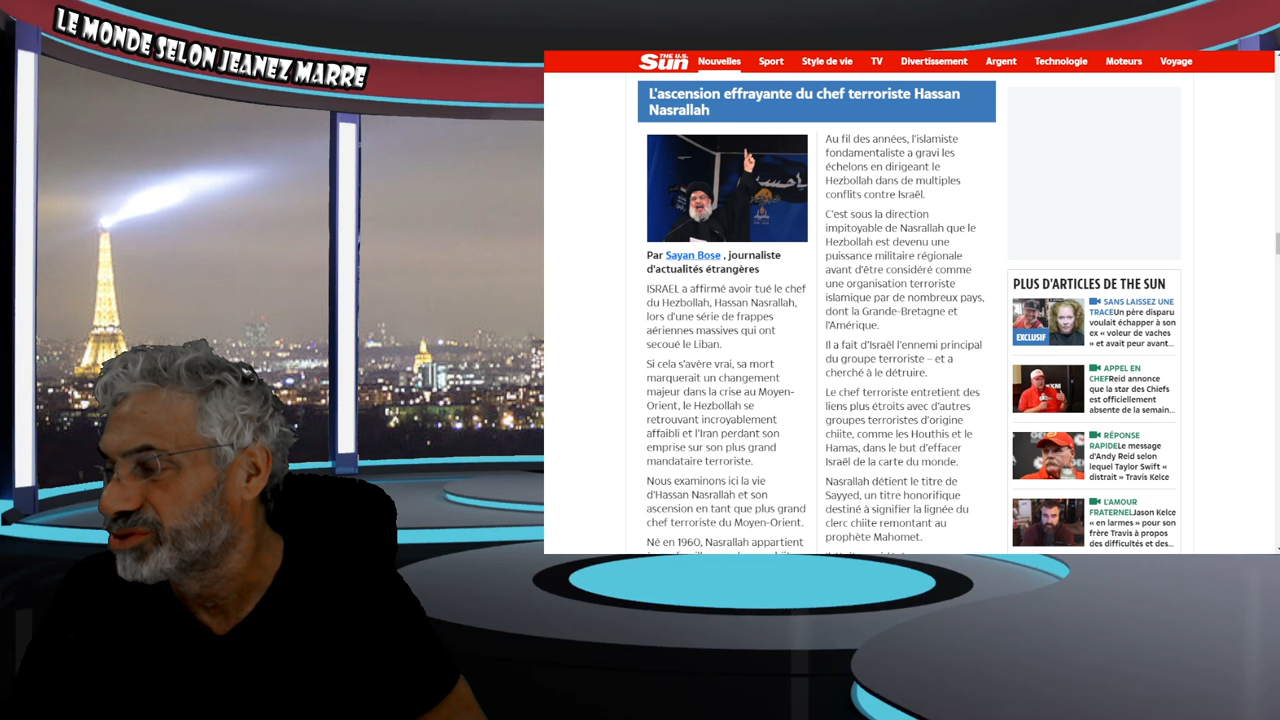 LE MONDE SELON JEANEZ MARRE
THE U.S. Sun
Nouvelles Sport Style de vie TV Divertissement Argent Technologie Moteurs Voyage
L'ascension effrayante du chef terroriste Hassan
Nasrallah
Par Sayan Bose , journaliste
d'actualités étrangères
ISRAEL a affirmé avoir tué le chef
du Hezbollah, Hassan Nasrallah,
lors d'une série de frappes
aériennes massives qui ont
secoué le Liban.
Si cela s'avère vrai, sa mort
marquerait un changement
majeur dans la crise au Moyen-
Orient, le Hezbollah se
retrouvant incroyablement
affaibli et l'Iran perdant son
emprise sur son plus grand
mandataire terroriste.
Nous examinons ici la vie
d'Hassan Nasrallah et son
ascension en tant que plus grand
chef terroriste du Moyen-Orient.
Né en 1960, Nasrallah appartient
Au fil des années, l'islamiste
fondamentaliste a gravi les
échelons en dirigeant le
Hezbollah dans de multiples
conflits contre Israël.
C'est sous la direction
impitoyable de Nasrallah que le
Hezbollah est devenu une
puissance militaire régionale
avant d'être considéré comme
une organisation terroriste
islamique par de nombreux pays,
dont la Grande-Bretagne et
l'Amérique.
Il a fait d'Israël l'ennemi principal
du groupe terroriste – et a
cherché à le détruire.
Le chef terroriste entretient des
liens plus étroits avec d'autres
groupes terroristes d'origine
chiite, comme les Houthis et le
Hamas, dans le but d'effacer
Israël de la carte du monde.
Nasrallah détient le titre de
Sayyed, un titre honorifique
destiné à signifier la lignée du
clerc chiite remontant au
prophète Mahomet.
PLUS D'ARTICLES DE THE SUN
EXCLUSIF
SANS LAISSEZ UNE
TRACEUn père disparu
voulait échapper à son
ex « voleur de vaches
» et avait peur avant...
APPEL EN
CHEFReid annonce
que la star des Chiefs
est officiellement
absente de la semain...
RÉPONSE
RAPIDELe message
d'Andy Reid selon
lequel Taylor Swift «
distrait » Travis Kelce
L'AMOUR
FRATERNELJason Kelce
« en larmes » pour son
frère Travis à propos
des difficultés et des...